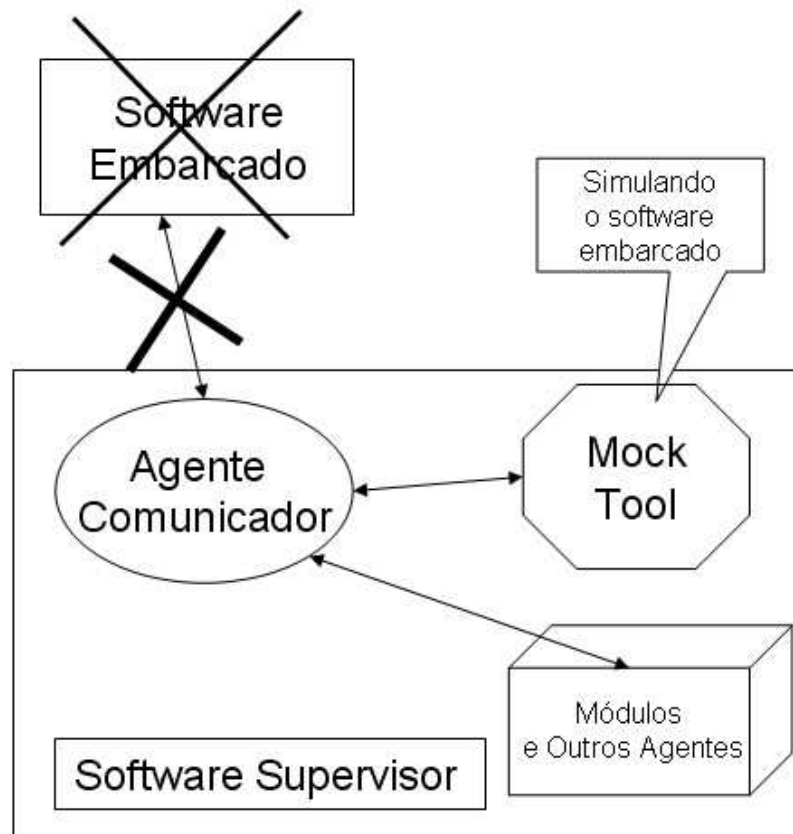 Software
Embarcado
Simulando
o software
embarcado
Agente
Comunicador
Mock
Tool
Módulos
e Outros Agentes
Software Supervisor